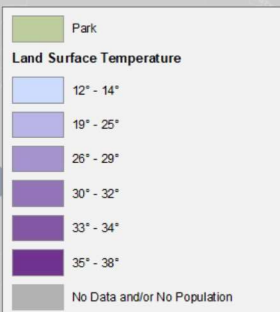 Park
Land Surface Temperature
12° - 14°
19° - 25°
26° - 29°
30° - 32°
33° - 34°
35° - 38°
No Data and/or No Population